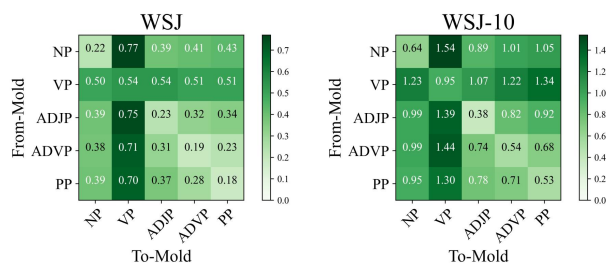 WSJ
NP 0.22 0.77 0.39 0.41 0.43
VP 0.50 0.54 0.54 0.51 0.51
ADJP 0.39 0.75 0.23 0.32 0.34
ADVP 0.38 0.71 0.31 0.19 0.23
PP 0.39 0.70 0.37 0.28 0.18
NP VP ADJP ADVP PP
From-Mold
To-Mold
0.7
0.6
0.5
0.4
0.3
0.2
0.1
0.0
WSJ-10
NP 0.64 1.54 0.89 1.01 1.05
VP 1.23 0.95 1.07 1.22 1.34
ADJP 0.99 1.39 0.38 0.82 0.92
ADVP 0.99 1.44 0.74 0.54 0.68
PP 0.95 1.30 0.78 0.71 0.53
NP VP ADJP ADVP PP
From-Mold
To-Mold
1.4
1.2
1.0
0.8
0.6
0.4
0.2
0.0